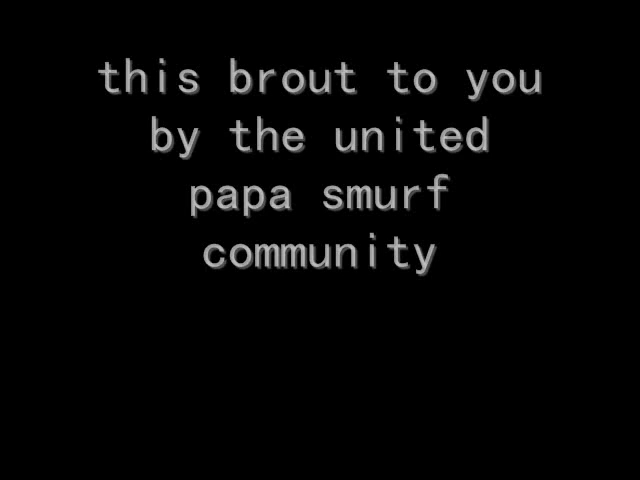 this brout to you
by the united
papa smurf
community